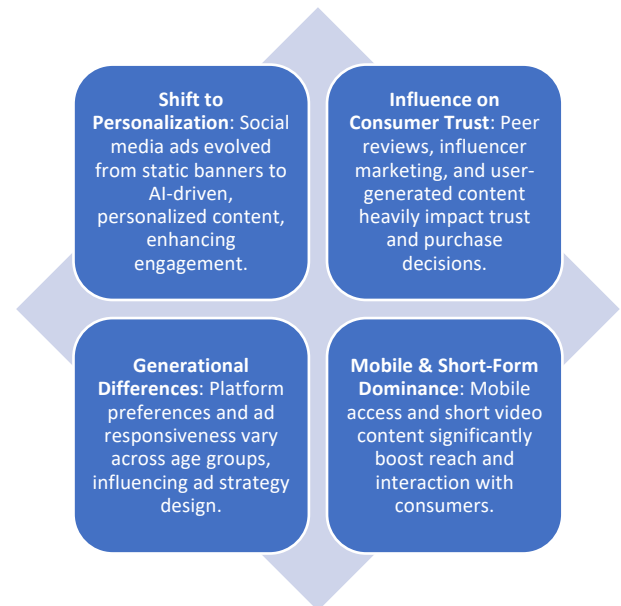 Shift to
Personalization: Social
media ads evolved
from static banners to
AI-driven,
personalized content,
enhancing
engagement.
Influence on
Consumer Trust: Peer
reviews, influencer
marketing, and user-
generated content
heavily impact trust
and purchase
decisions.
Generational
Differences: Platform
preferences and ad
responsiveness vary
across age groups,
influencing ad strategy
design.
Mobile & Short-Form
Dominance: Mobile
access and short video
content significantly
boost reach and
interaction with
consumers.